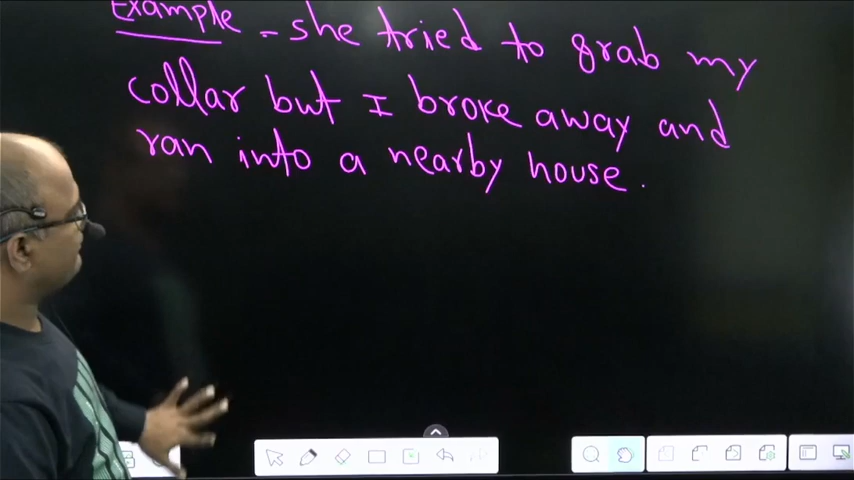 Example - she tried to grab my
collar but I broke away and
ran into a nearby house.